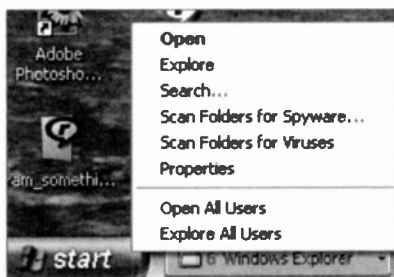 Adobe
Photosho...
am_somethi...
Open
Explore
Search...
Scan Folders for Spyware...
Scan Folders for Viruses
Properties
Open All Users
Explore All Users
start
6 Windows Explorer